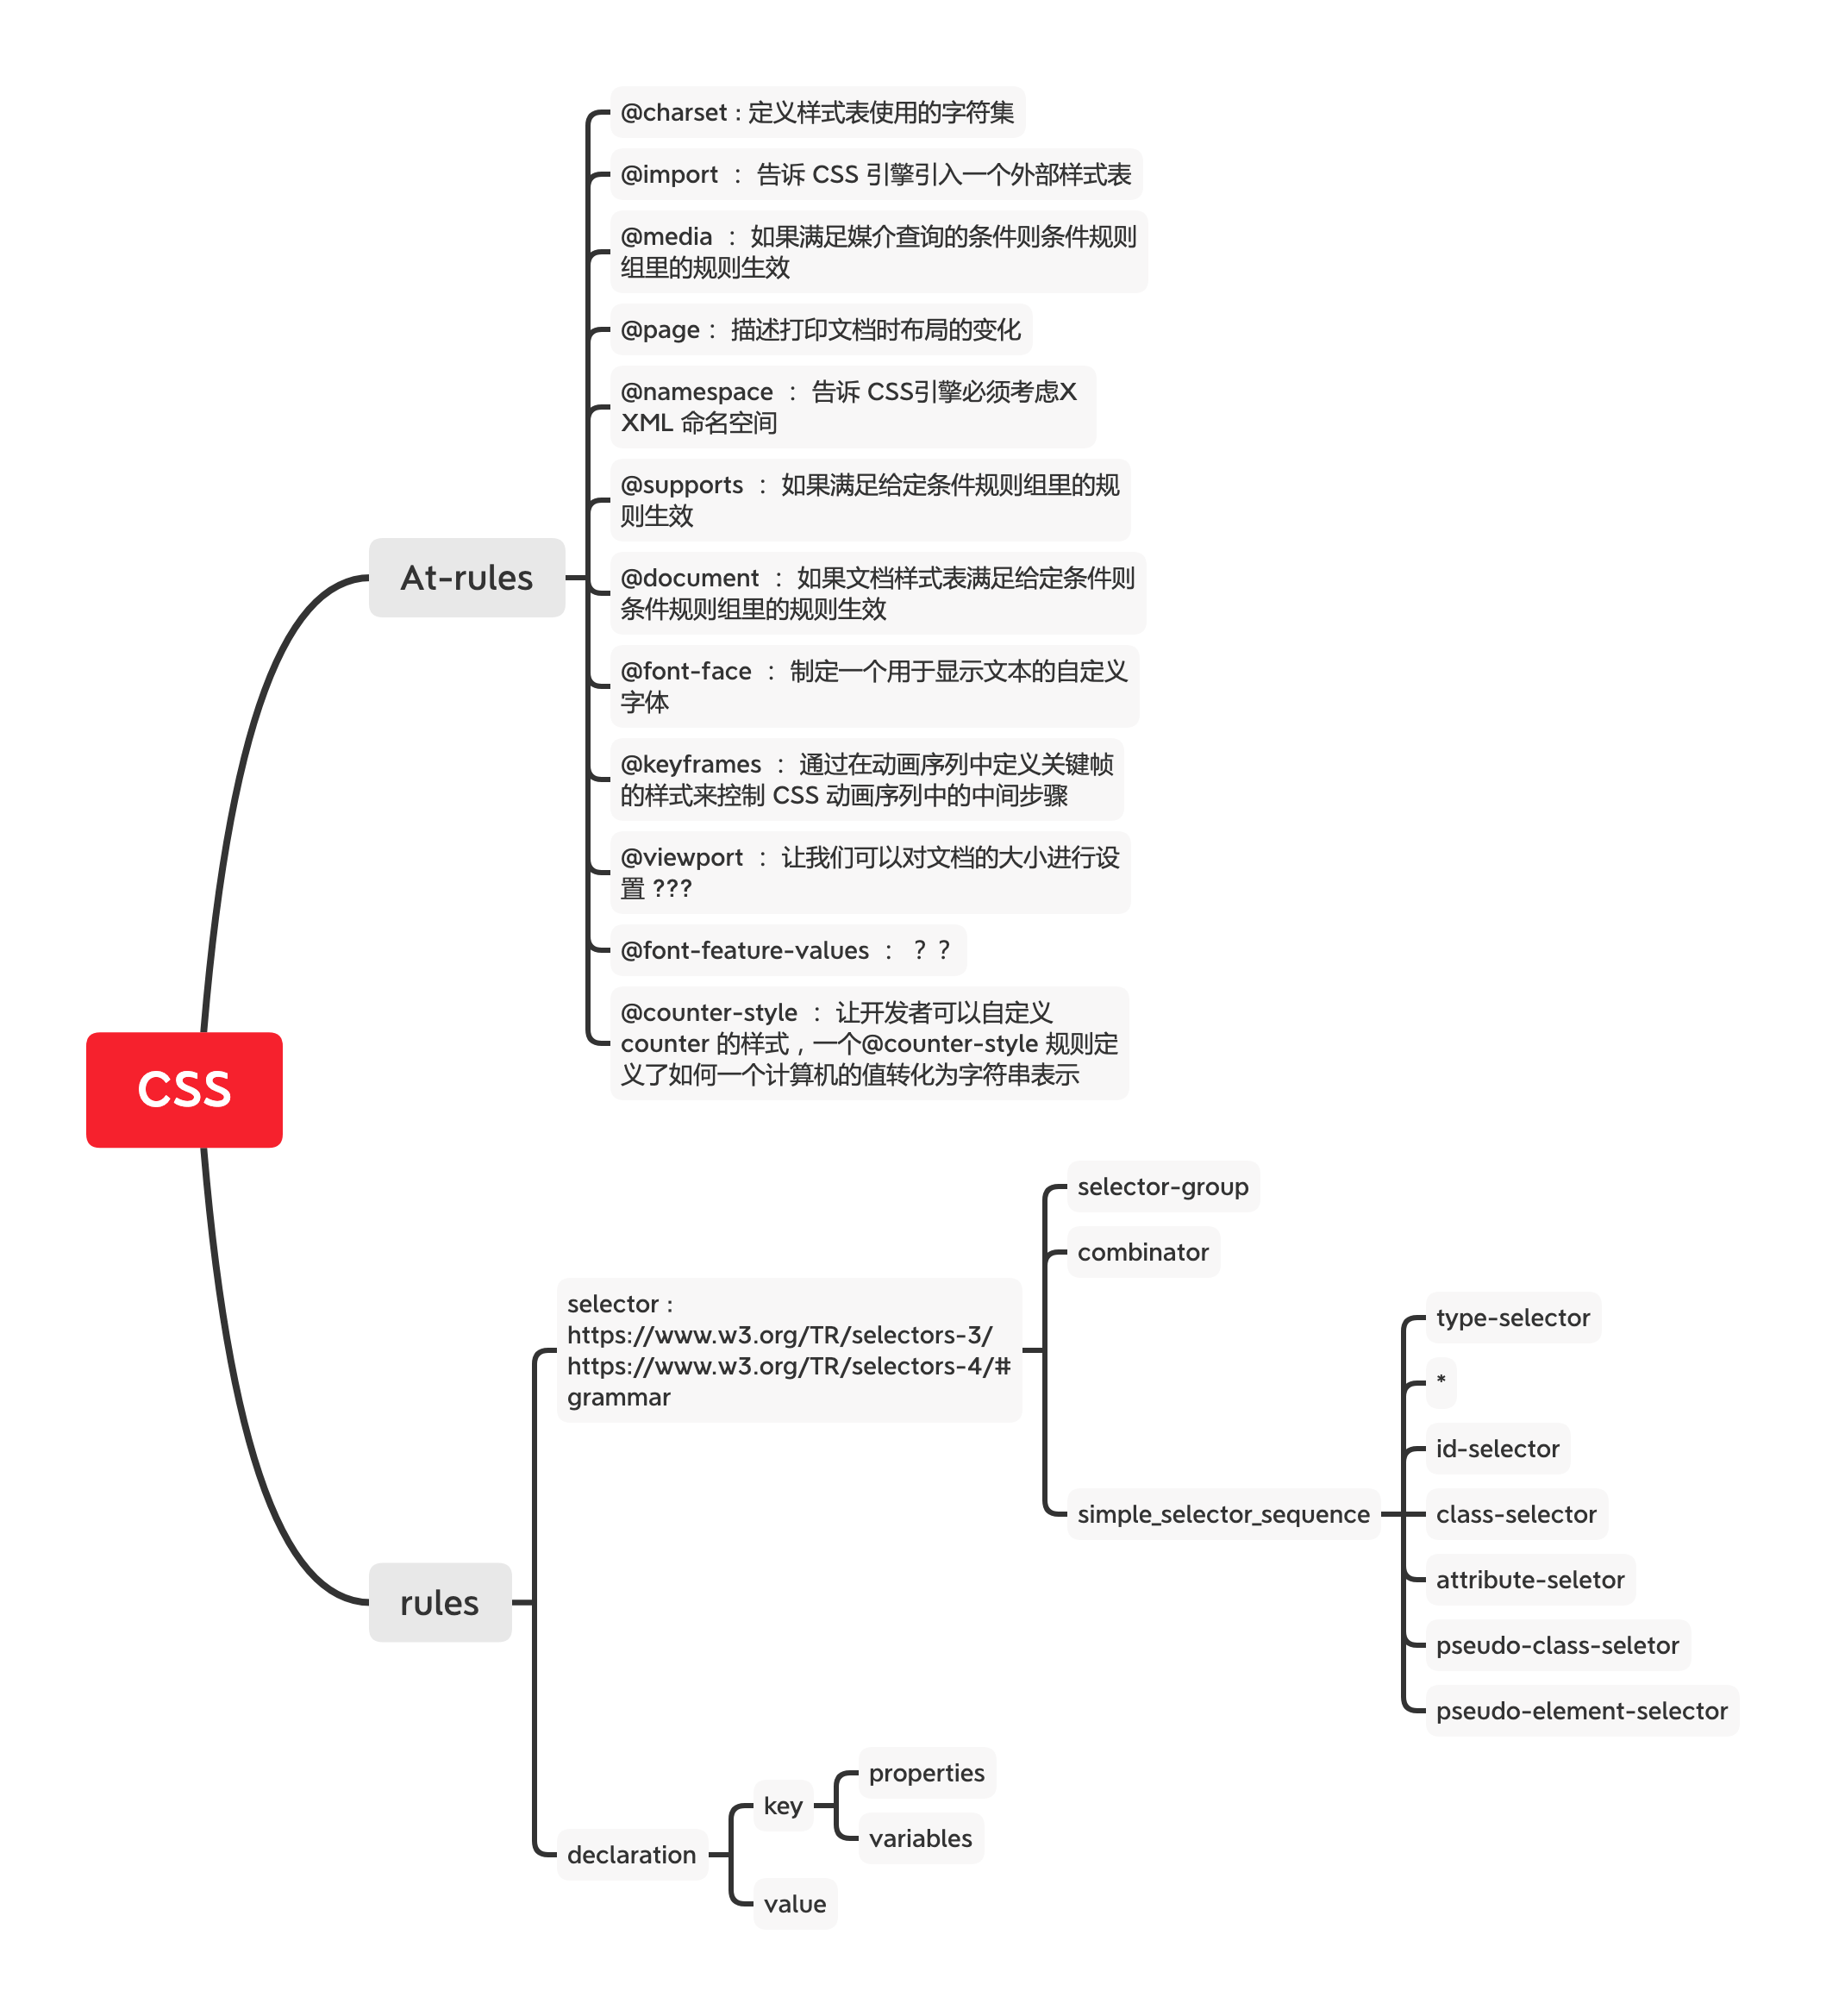 @charset : 定义样式表使用的字符集
@import ： 告诉 CSS 引擎引入一个外部样式表
@media ： 如果满足媒介查询的条件则条件规则
组里的规则生效
@page： 描述打印文档时布局的变化
@namespace ： 告诉 CSS引擎必须考虑X
XML 命名空间
@supports ： 如果满足给定条件规则组里的规
则生效
At-rules
@document ： 如果文档样式表满足给定条件则
条件规则组里的规则生效
@font-face ： 制定一个用于显示文本的自定义
字体
@keyframes ： 通过在动画序列中定义关键帧
的样式来控制 CSS 动画序列中的中间步骤
@viewport ： 让我们可以对文档的大小进行设
置 ???
@font-feature-values ： ？？
@counter-style ： 让开发者可以自定义
counter 的样式，一个@counter-style 规则定
义了如何一个计算机的值转化为字符串表示
CSS
rules
selector :
https://www.w3.org/TR/selectors-3/
https://www.w3.org/TR/selectors-4/#
grammar
selector-group
combinator
simple_selector_sequence
type-selector
*
id-selector
class-selector
attribute-seletor
pseudo-class-seletor
pseudo-element-selector
declaration
key
properties
variables
value